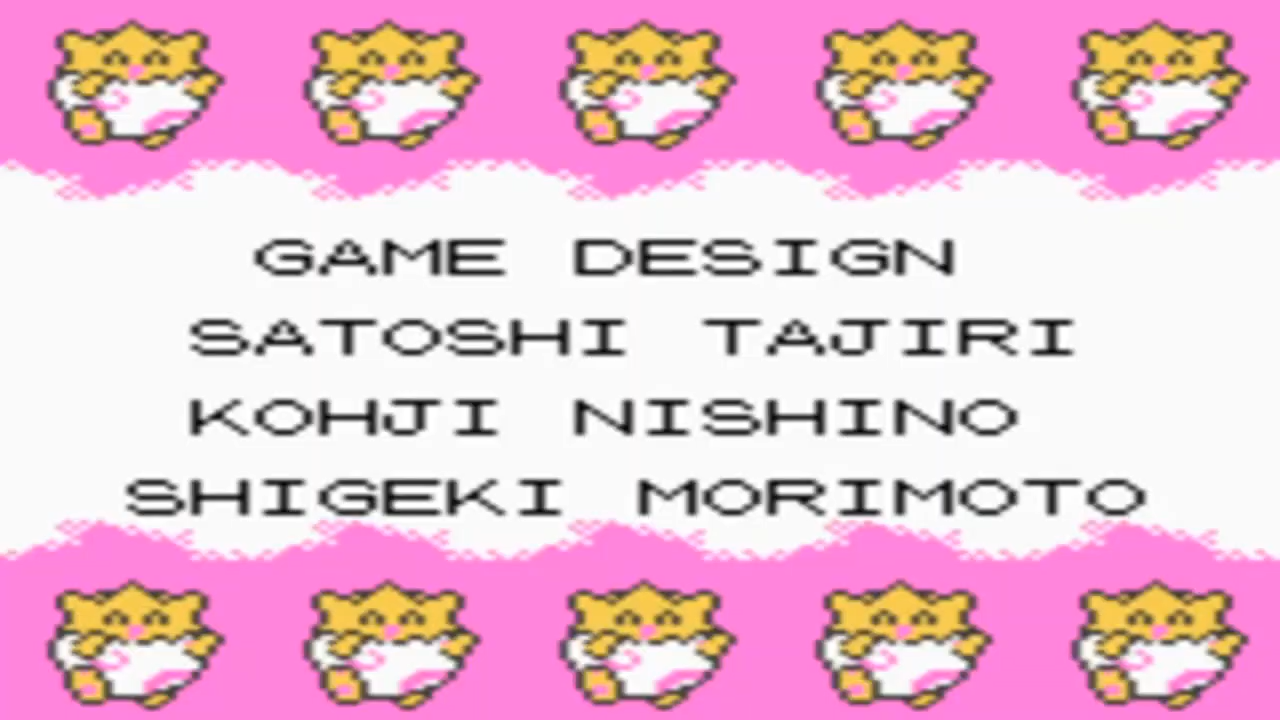 GAME DESIGN
SATOSHI TAJIRI
KOHJI NISHINO
SHIGEKI MORIMOTO